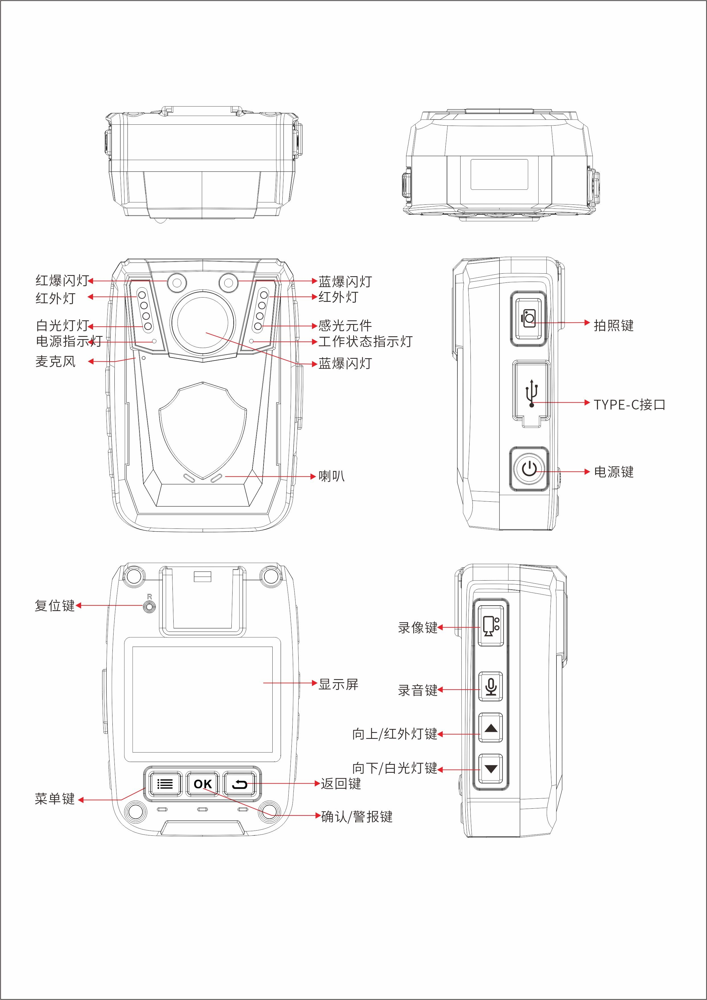 红爆闪灯
蓝爆闪灯
红外灯
红外灯
白光灯灯
感光元件
电源指示灯
工作状态指示灯
麦克风
蓝爆闪灯
喇叭
拍照键
TYPE-C接口
电源键
R
复位键
显示屏
OK
返回键
菜单键
确认/警报键
录像键
录音键
向上/红外灯键
向下/白光灯键